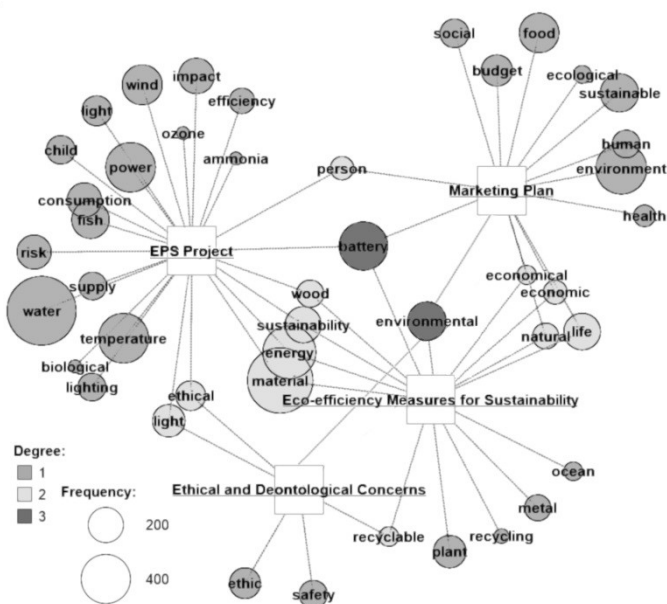 social
food
budget
ecological
sustainable
wind
impact
efficiency
light
ozone
human
child
power
ammonia
person
environment
Marketing Plan
consumption
fish
health
risk
EPS Project
battery
economical
supply
wood
economic
water
sustainability
environmental
temperature
natural
life
energy
biological
material
lighting
ethical
Eco-efficiency Measures for Sustainability
light
Degree:
1
2
3
Frequency:
200
400
Ethical and Deontological Concerns
ocean
metal
recyclable
recycling
plant
ethic
safety